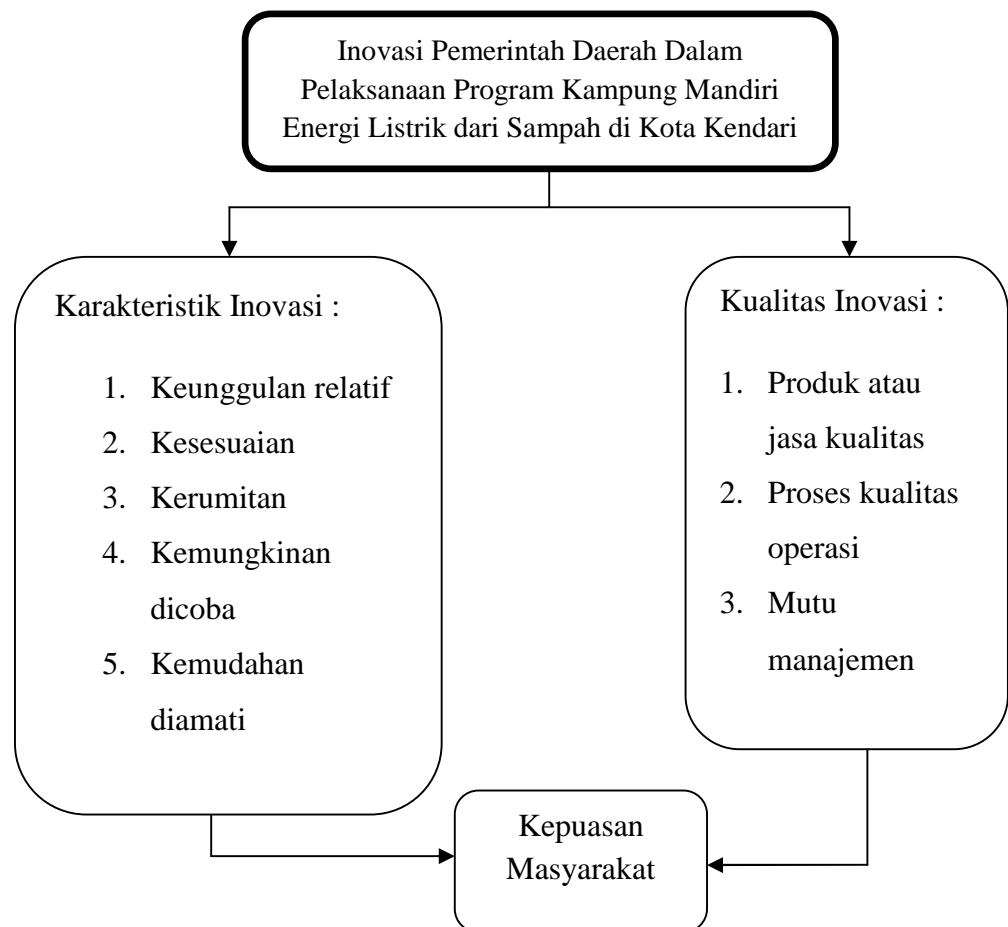 Inovasi Pemerintah Daerah Dalam
Pelaksanaan Program Kampung Mandiri
Energi Listrik dari Sampah di Kota Kendari
Karakteristik Inovasi :
1. Keunggulan relatif
2. Kesesuaian
3. Kerumitan
4. Kemungkinan
dicoba
5. Kemudahan
diamati
Kualitas Inovasi :
1. Produk atau
jasa kualitas
2. Proses kualitas
operasi
3. Mutu
manajemen
Kepuasan
Masyarakat